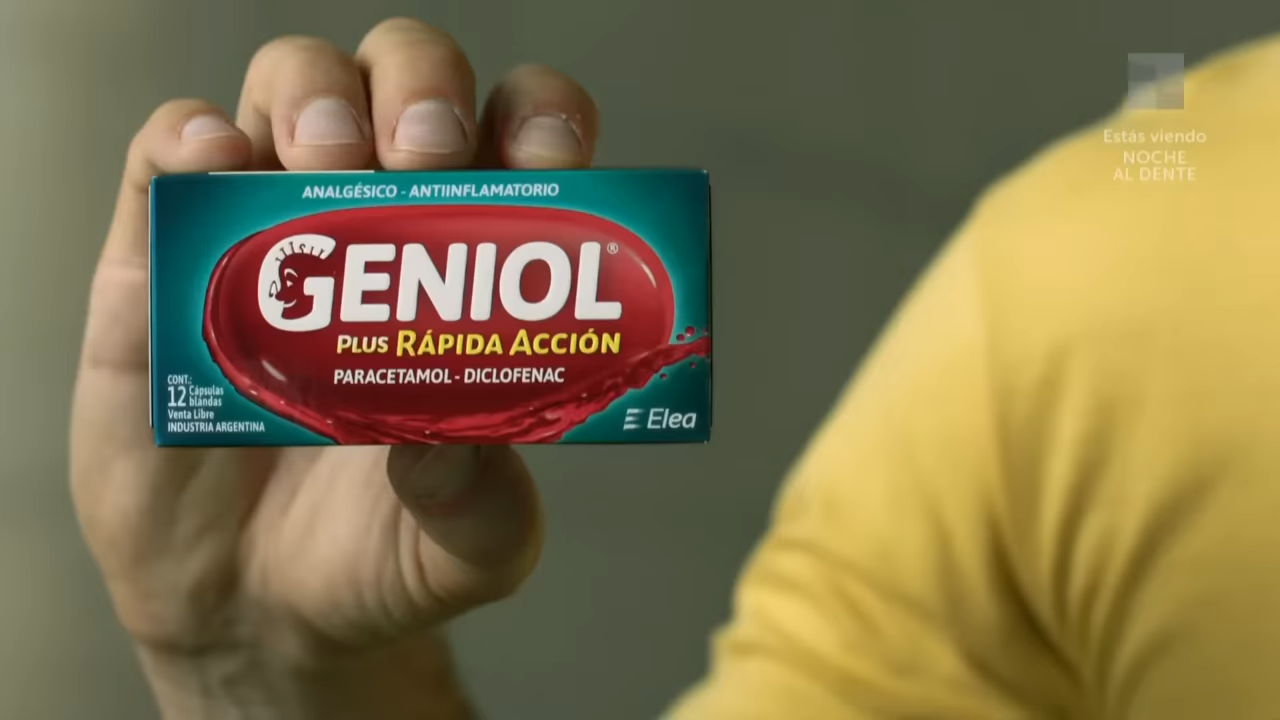 ANALGÉSICO - ANTIINFLAMATORIO
GENIOL®
PLUS RÁPIDA ACCIÓN
PARACETAMOL - DICLOFENAC
CONT.:
12 Cápsulas blandas
Venta Libre
INDUSTRIA ARGENTINA
Elea
Estás viendo
NOCHE
AL DENTE